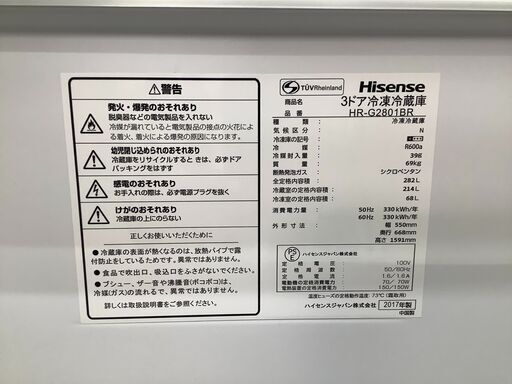 警告
発火・爆発のおそれあり
脱臭器などの電気製品を入れない
冷媒が漏れていると電気製品の接点の火花による着火、着火により爆発の原因になります。
幼児閉じ込められのおそれあり
冷蔵庫をリサイクルするときは、必ずドアパッキングをはずす
感電のおそれあり
お手入れの際は、必ず電源プラグを抜く
けがのおそれあり
冷蔵庫の上にのらない
正しくお使いいただくために
●冷蔵庫の表面が熱くなるのは、放熱パイプで露付防止をしているためです。異常ではありません。
●食品で吹出口、吸込口をふさがないでください。
●ブシュー、ザー音や沸騰音(ボコボコ)は、冷媒(ガス)の流れる音で、異常ではありません。
詳しくは取扱説明書をご参照ください。
TÜVRheinland
Hisense
商品名 3ドア冷凍冷蔵庫
HR-G2801BR
種類 冷凍冷蔵庫
気候区分 N
冷凍庫の記号
冷媒 R600a
冷媒封入量 39g
質量 69kg
断熱発泡ガス シクロペンタン
全定格内容積 282L
冷蔵室の定格内容積 214L
冷凍室の定格内容積 68L
消費電力量 50Hz 330 kWh/年
60Hz 330 kWh/年
外形寸法 幅 550mm
奥行 668mm
高さ 1591mm
PSE
ハイセンスジャパン株式会社
定格電圧 100V
定格周波数 50/60Hz
定格電流 1.6/1.6A
電動機の定格消費電力 70/70W
電熱装置の定格消費電力 150/150W
温度ヒューズの定格動作温度:73℃(霜取用)
ハイセンスジャパン株式会社 2017年製
中国製